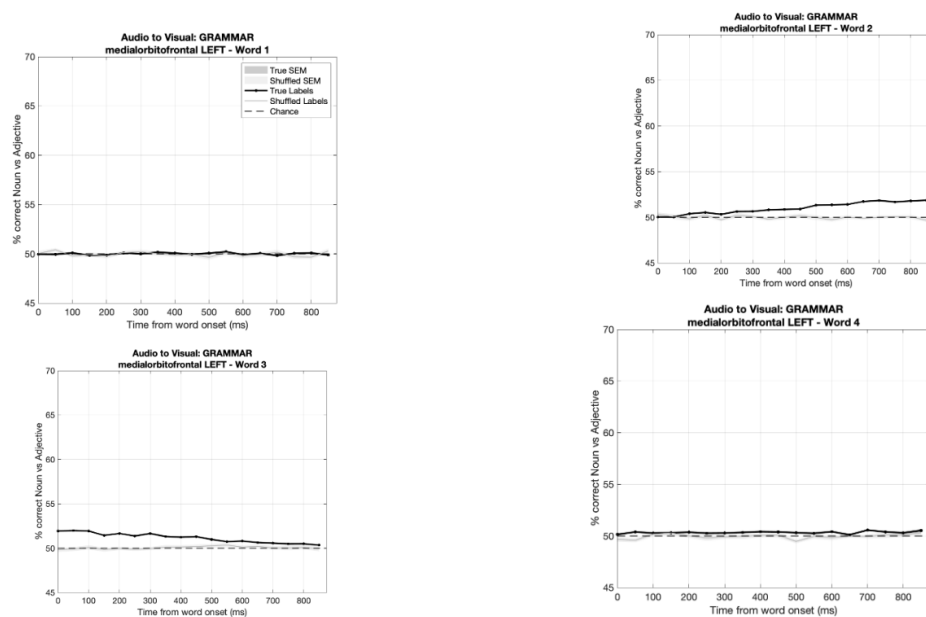 Audio to Visual: GRAMMAR
medialorbitofrontal LEFT - Word 1
% correct Noun vs Adjective
70
65
60
55
50
45
True SEM
Shuffled SEM
True Labels
Shuffled Labels
Chance
0 100 200 300 400 500 600 700 800
Time from word onset (ms)
Audio to Visual: GRAMMAR
medialorbitofrontal LEFT - Word 2
% correct Noun vs Adjective
70
65
60
55
50
45
0 100 200 300 400 500 600 700 800
Time from word onset (ms)
Audio to Visual: GRAMMAR
medialorbitofrontal LEFT - Word 3
% correct Noun vs Adjective
70
65
60
55
50
45
0 100 200 300 400 500 600 700 800
Time from word onset (ms)
Audio to Visual: GRAMMAR
medialorbitofrontal LEFT - Word 4
% correct Noun vs Adjective
70
65
60
55
50
45
0 100 200 300 400 500 600 700 800
Time from word onset (ms)